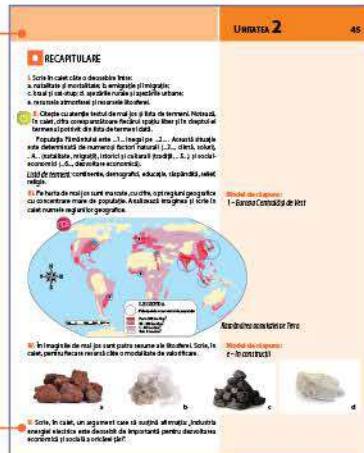 UNITATEA 2
45
RECAPITULARE
I. Scrie în caiet câte o deosebire între:
a. natalitate și mortalitate; b. emigrație și imigrație;
c. boal și cat-stup; d. așezările rurale și așezările urbane;
e. resursele atmosferei și resursele litosferei.
II. Citește cu atenție textul de mai jos și lista de termeni. Notează,
în caiet, cifra corespunzătoare fiecărui spațiu liber și în dreptul ei
termenul potrivit din lista de termeni dată.
Populația Pământului este ...1... inegal pe ...2.... Această situație
este determinată de numeroși factori naturali (...3..., climă, soluri),
...4... (natalitate, migrații), istorici și culturali (tradiții, ...5...) și social-
economici (...6..., dezvoltare economică).
Listă de termeni: continente, demografici, educație, răspândită, relief,
religie.
III. Pe harta de mai jos sunt marcate, cu cifre, opt regiuni geografice
cu concentrare mare de populație. Analizează imaginea și scrie în
caiet numele regiunilor geografice.
Model de răspuns:
1 – Europa Centrală și de Vest
LEGENDA
Răspândirea populației pe Terra
IV. În imaginile de mai jos sunt patru resurse ale litosferei. Scrie, în
caiet, pentru fiecare resursă câte o modalitate de valorificare.
Model de răspuns:
e – în construcții
a
b
c
d
V. Scrie, în caiet, un argument care să susțină afirmația: „Industria
energiei electrice este deosebit de importantă pentru dezvoltarea
economică și socială a oricărei țări”.